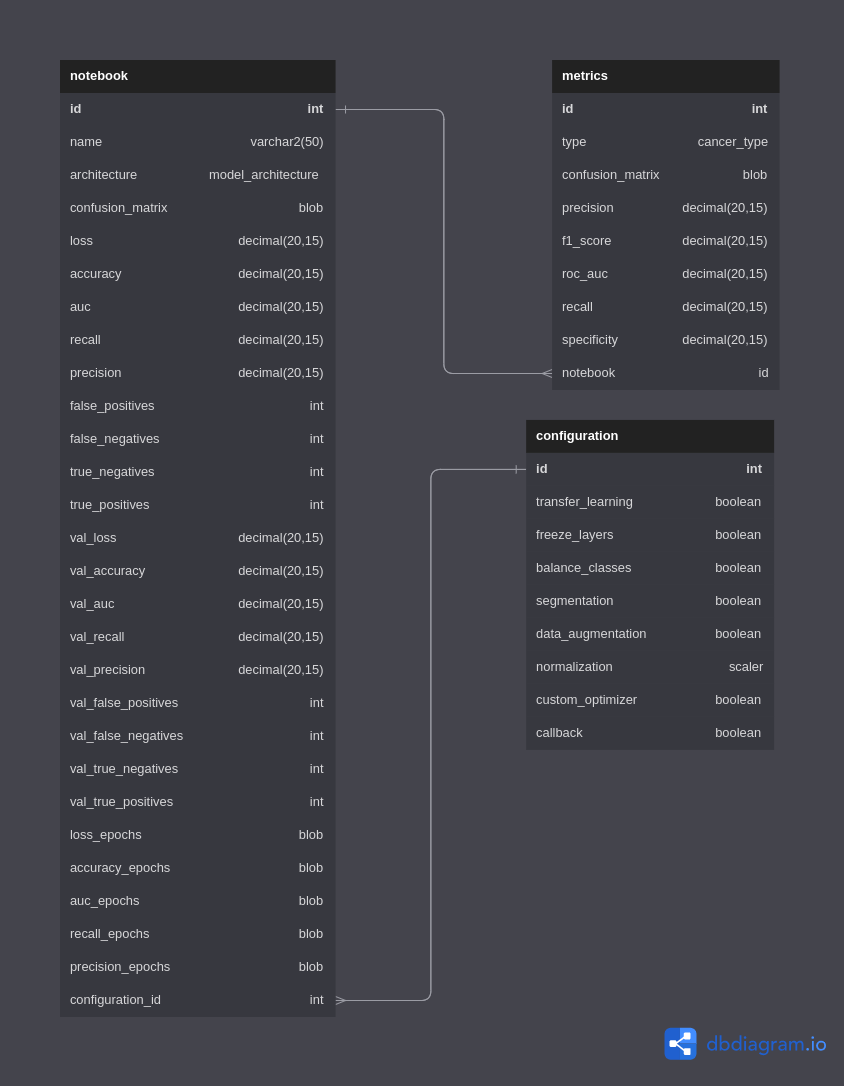 notebook
id int
name varchar2(50)
architecture model_architecture
confusion_matrix blob
loss decimal(20,15)
accuracy decimal(20,15)
auc decimal(20,15)
recall decimal(20,15)
precision decimal(20,15)
false_positives int
false_negatives int
true_negatives int
true_positives int
val_loss decimal(20,15)
val_accuracy decimal(20,15)
val_auc decimal(20,15)
val_recall decimal(20,15)
val_precision decimal(20,15)
val_false_positives int
val_false_negatives int
val_true_negatives int
val_true_positives int
loss_epochs blob
accuracy_epochs blob
auc_epochs blob
recall_epochs blob
precision_epochs blob
configuration_id int
metrics
id int
type cancer_type
confusion_matrix blob
precision decimal(20,15)
f1_score decimal(20,15)
roc_auc decimal(20,15)
recall decimal(20,15)
specificity decimal(20,15)
notebook id
configuration
id int
transfer_learning boolean
freeze_layers boolean
balance_classes boolean
segmentation boolean
data_augmentation boolean
normalization scaler
custom_optimizer boolean
callback boolean
dbdiagram.io